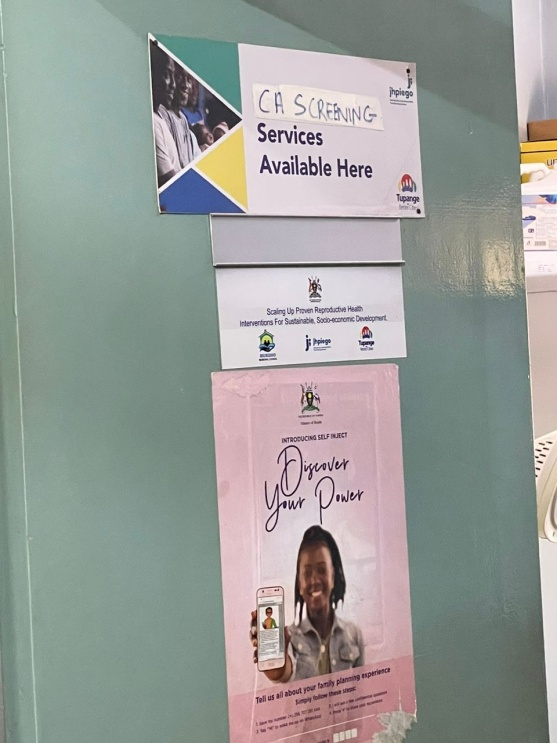 CA SCREENING
Services
Available Here
jhpiego
Tupange
Scaling Up Proven Reproductive Health
Interventions For Sustainable, Socio-economic Development.
jhpiego
Tupange
INTRODUCING SELF INJECT
Discover
Your Power
Tell us all about your family planning experience
Simply follow these steps: